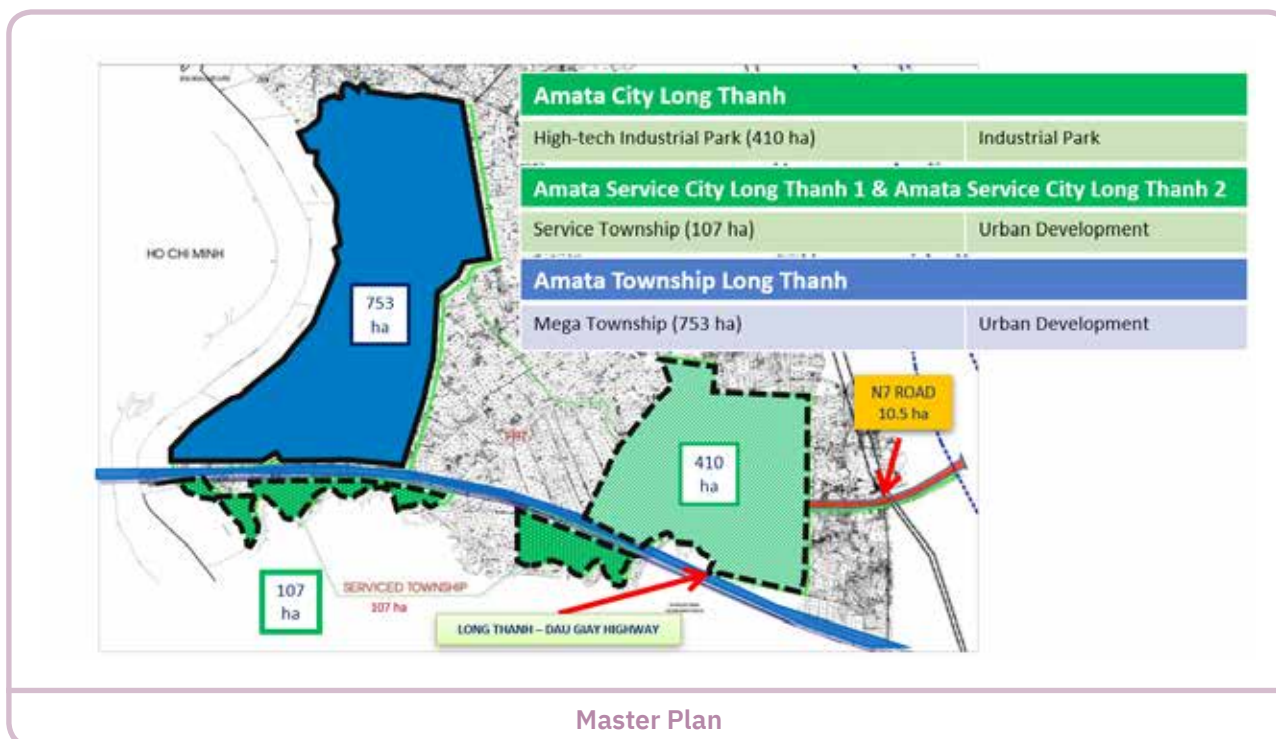 Amata City Long Thanh
High-tech Industrial Park (410 ha) Industrial Park
Amata Service City Long Thanh 1 & Amata Service City Long Thanh 2
Service Township (107 ha) Urban Development
Amata Township Long Thanh
Mega Township (753 ha) Urban Development
HO CHI MINH
753
ha
N7 ROAD
10.5 ha
410
ha
107
ha
SERVICED TOWNSHIP
107 ha
LONG THANH – DAU GIAY HIGHWAY
Master Plan